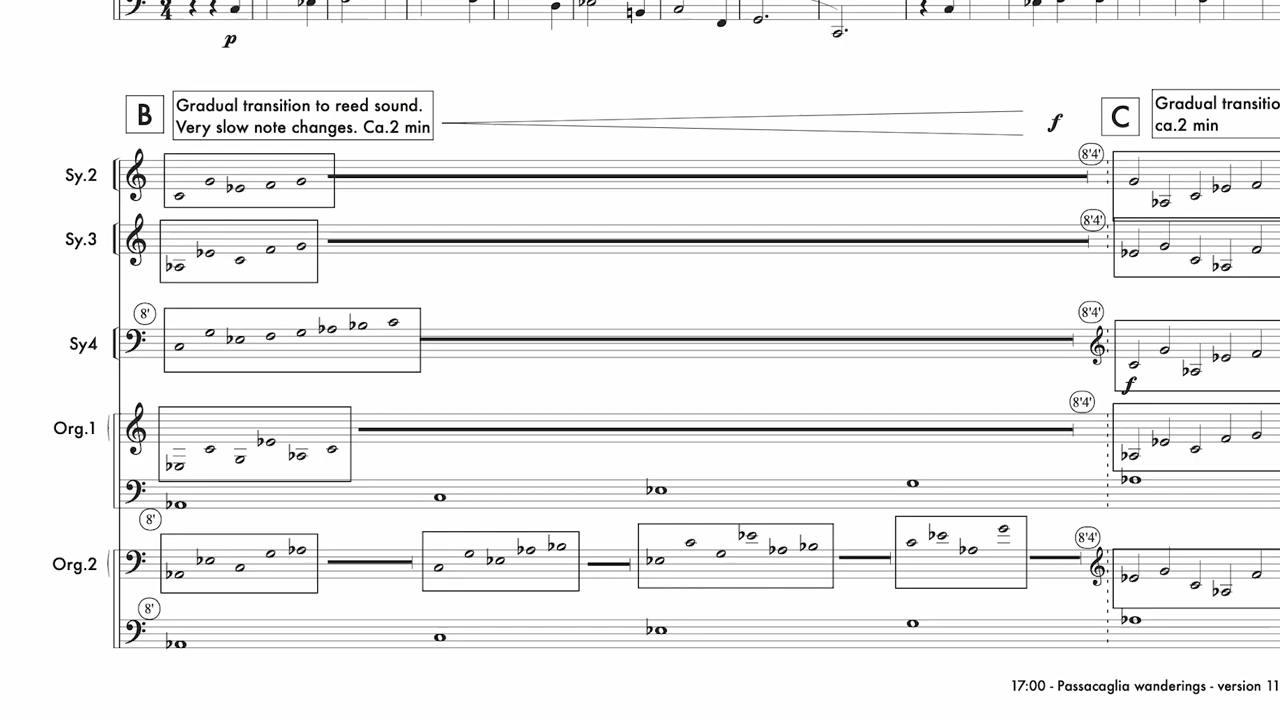 p
B
Gradual transition to reed sound.
Very slow note changes. Ca.2 min
f
C
ca.2 min
Sy.2
8'4'
Sy.3
8'4'
8'
Sy4
8'4'
f
Org.1
8'4'
8'
Org.2
8'4'
8'
17:00 - Passacaglia wanderings - version 11